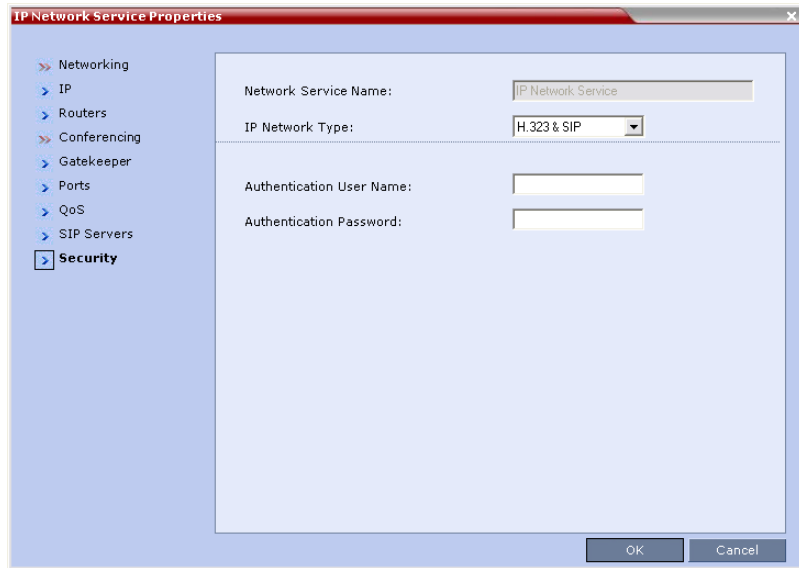 IP Network Service Properties
Networking
IP
Routers
Conferencing
Gatekeeper
Ports
QoS
SIP Servers
Security
Network Service Name: IP Network Service
IP Network Type: H.323 & SIP
Authentication User Name:
Authentication Password:
OK Cancel